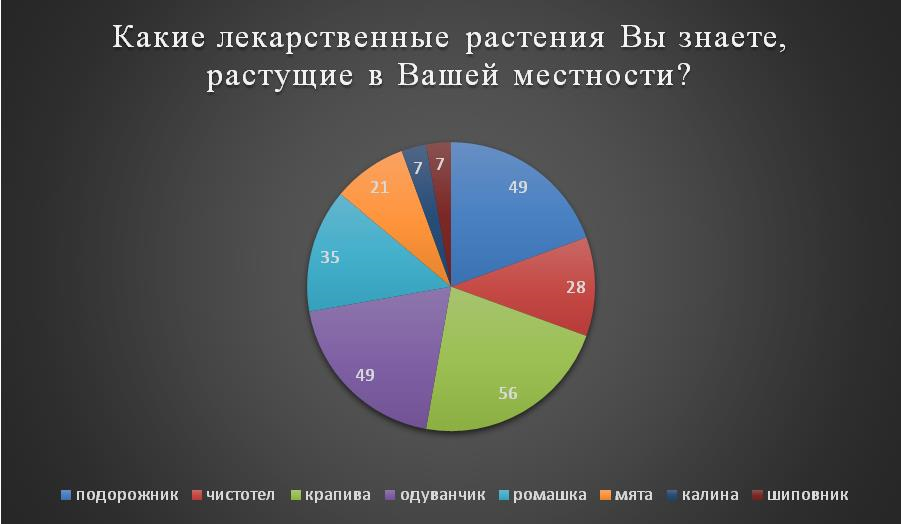 Какие лекарственные растения Вы знаете,
растущие в Вашей местности?
7 7
49
21
35
28
49
56
подорожник чистотел крапива одуванчик ромашка мята калина шиповник